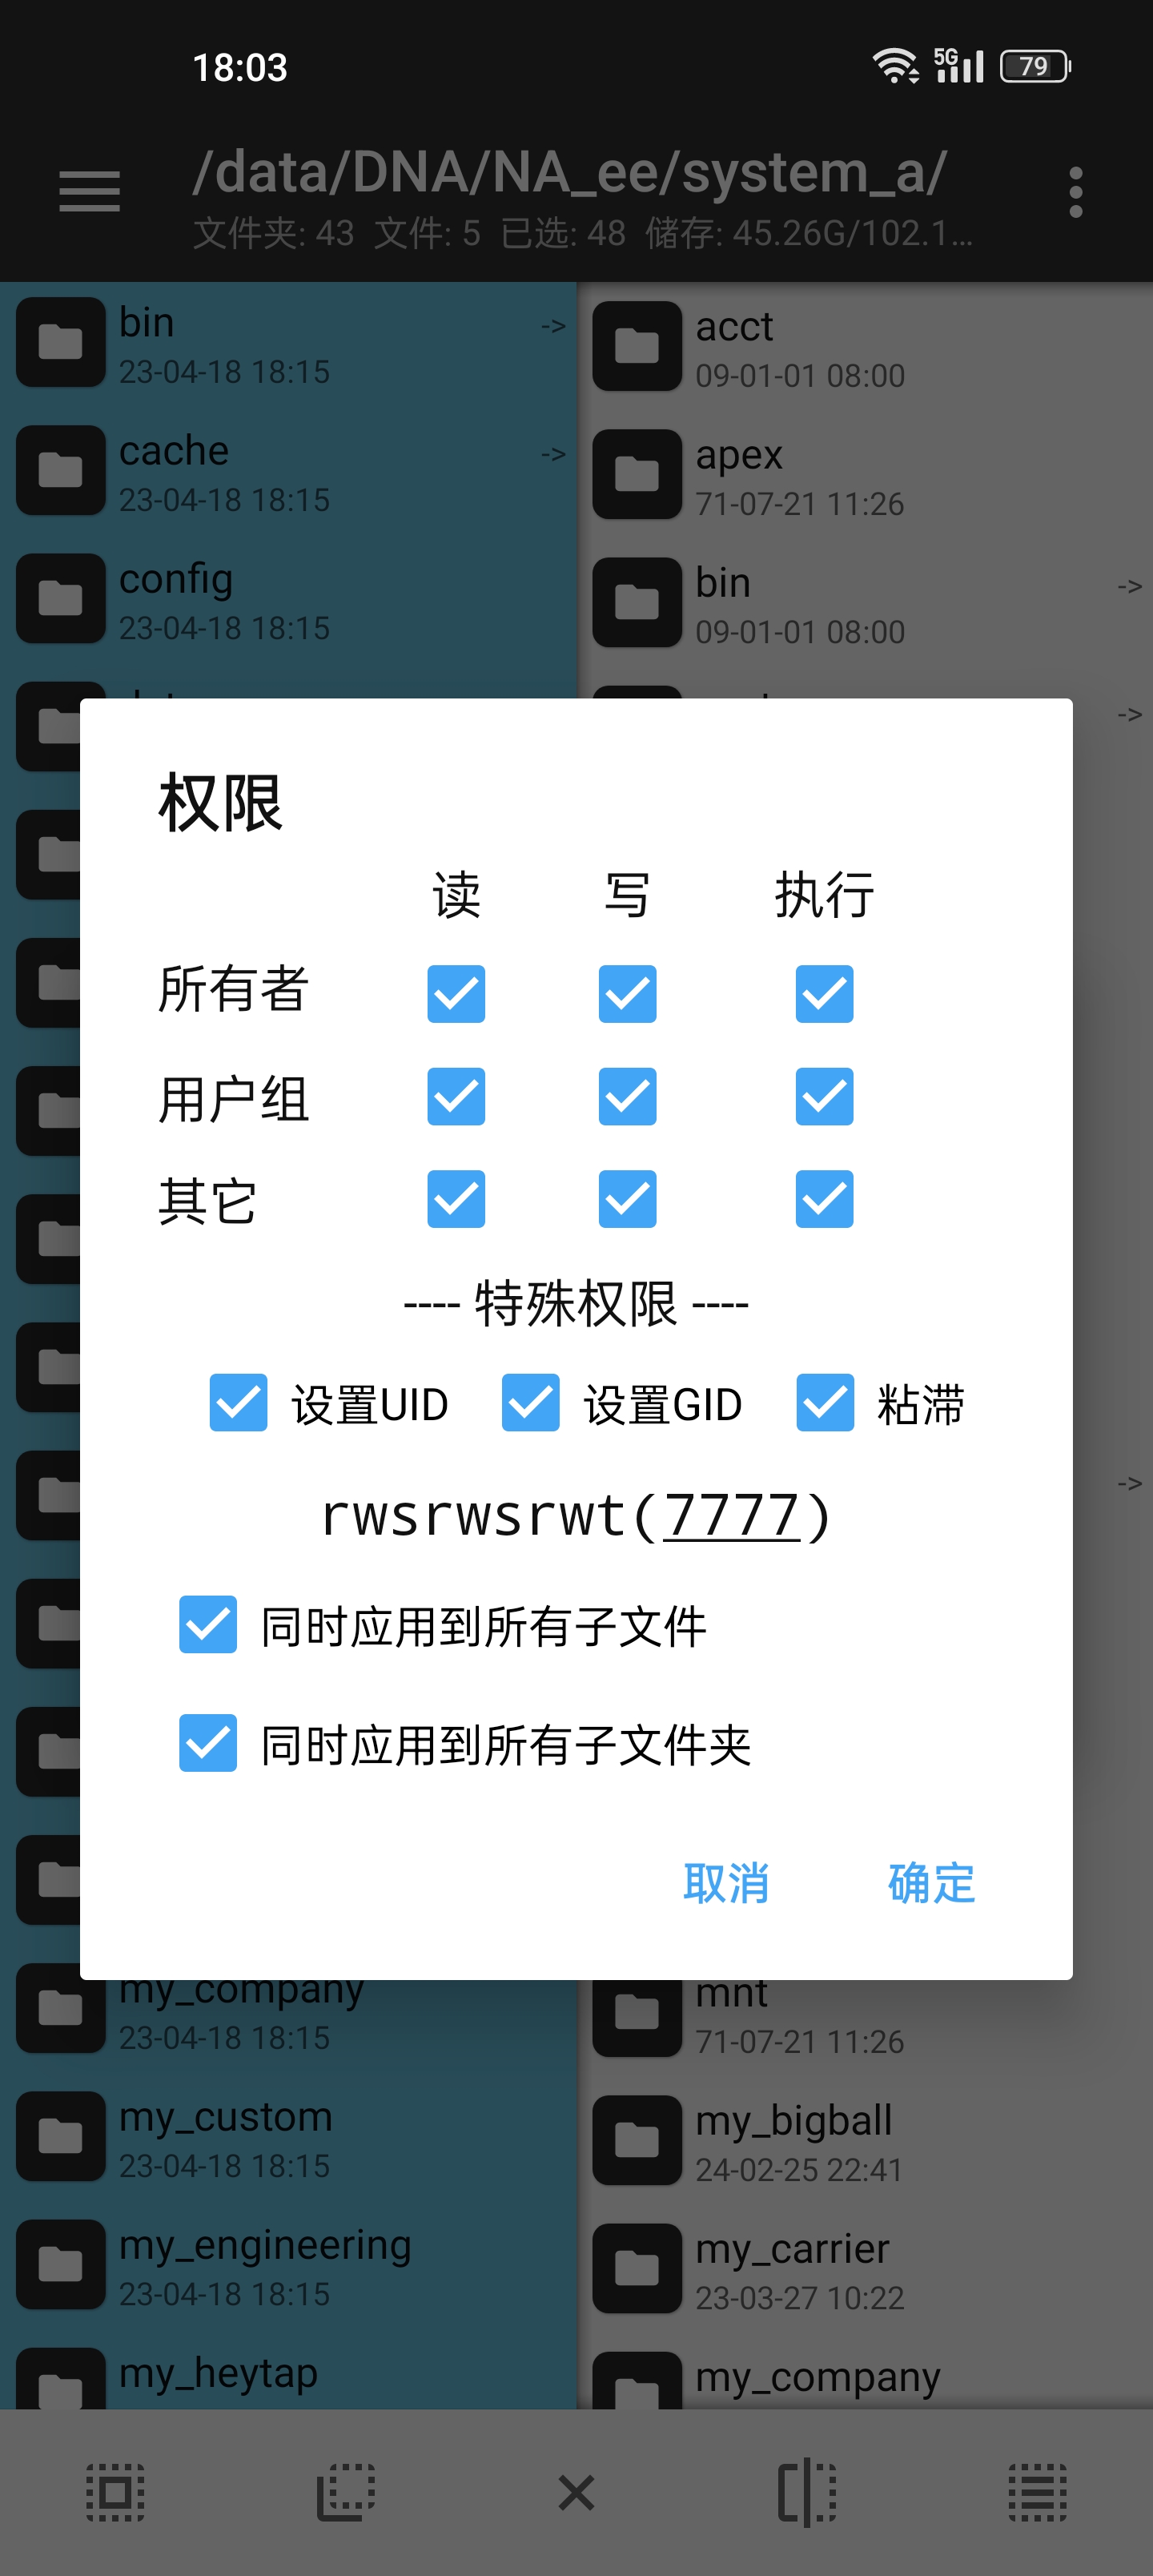 18:03
5G
79
/data/DNA/NA_ee/system_a/
文件夹: 43 文件: 5 已选: 48 储存: 45.26G/102.1...
bin
->
23-04-18 18:15
cache
->
23-04-18 18:15
config
23-04-18 18:15
acct
09-01-01 08:00
apex
71-07-21 11:26
bin
->
09-01-01 08:00
->
权限
读 写 执行
所有者
用户组
其它
---- 特殊权限 ----
设置UID 设置GID 粘滞
rwsrwsrwt(7777)
->
同时应用到所有子文件
同时应用到所有子文件夹
取消 确定
my_company
23-04-18 18:15
my_custom
23-04-18 18:15
my_engineering
23-04-18 18:15
my_heytap
mnt
71-07-21 11:26
my_bigball
24-02-25 22:41
my_carrier
23-03-27 10:22
my_company